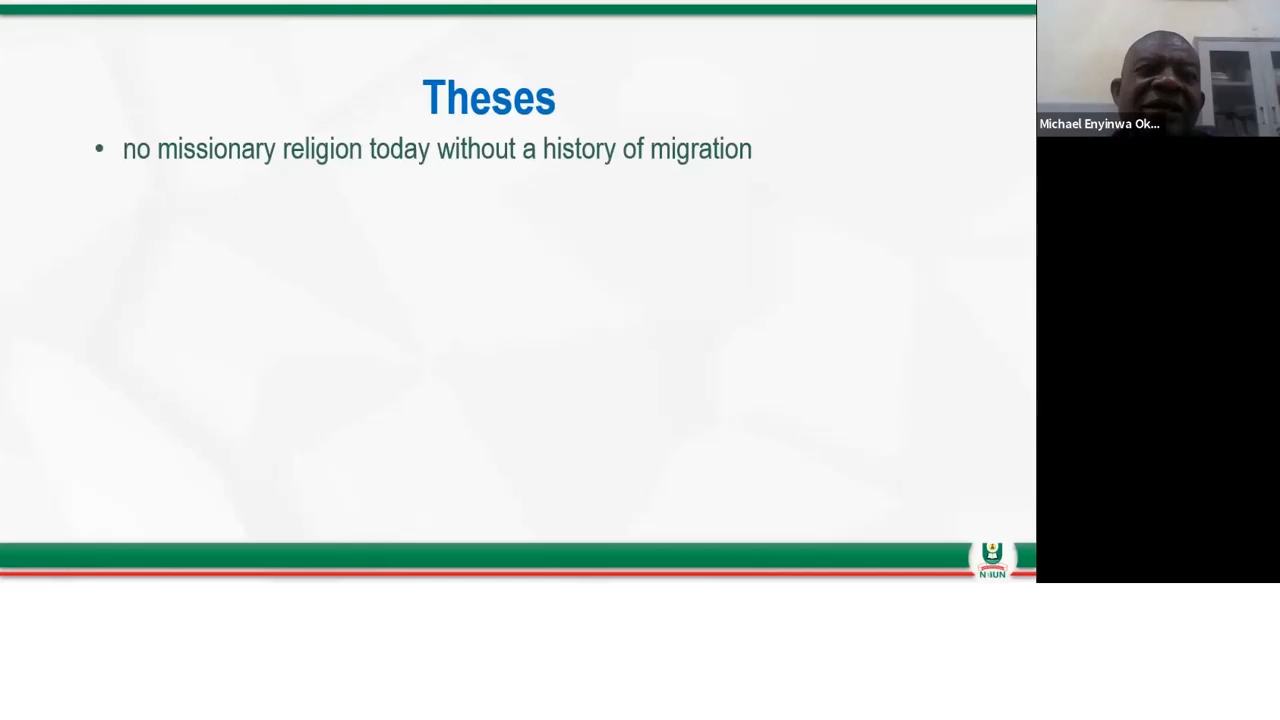 Theses
• no missionary religion today without a history of migration
Michael Enyinwa Ok...
NOUN